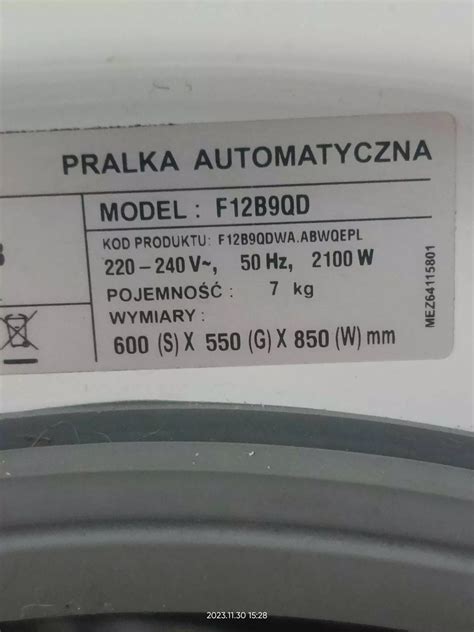 PRALKA AUTOMATYCZNA
MODEL : F12B9QD
KOD PRODUKTU: F12B9QDWA.ABWQEPL
220–240 V~, 50 Hz, 2100 W
POJEMNOŚĆ : 7 kg
WYMIARY :
600 (S) X 550 (G) X 850 (W) mm
MEZ64115801
2023.11.30 15:28